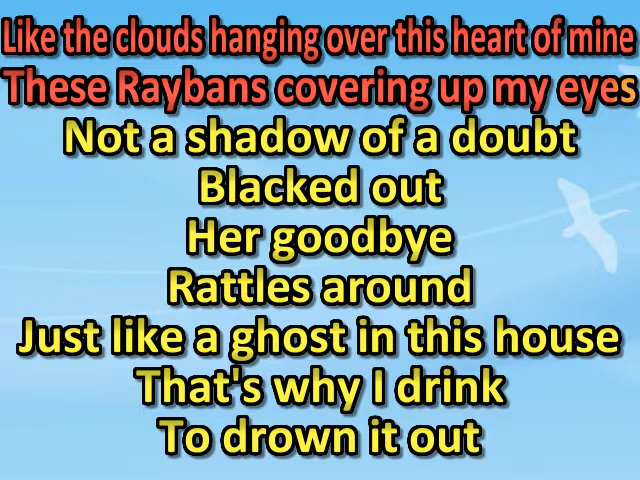 Like the clouds hanging over this heart of mine
These Raybans covering up my eyes
Not a shadow of a doubt
Blacked out
Her goodbye
Rattles around
Just like a ghost in this house
That's why I drink
To drown it out